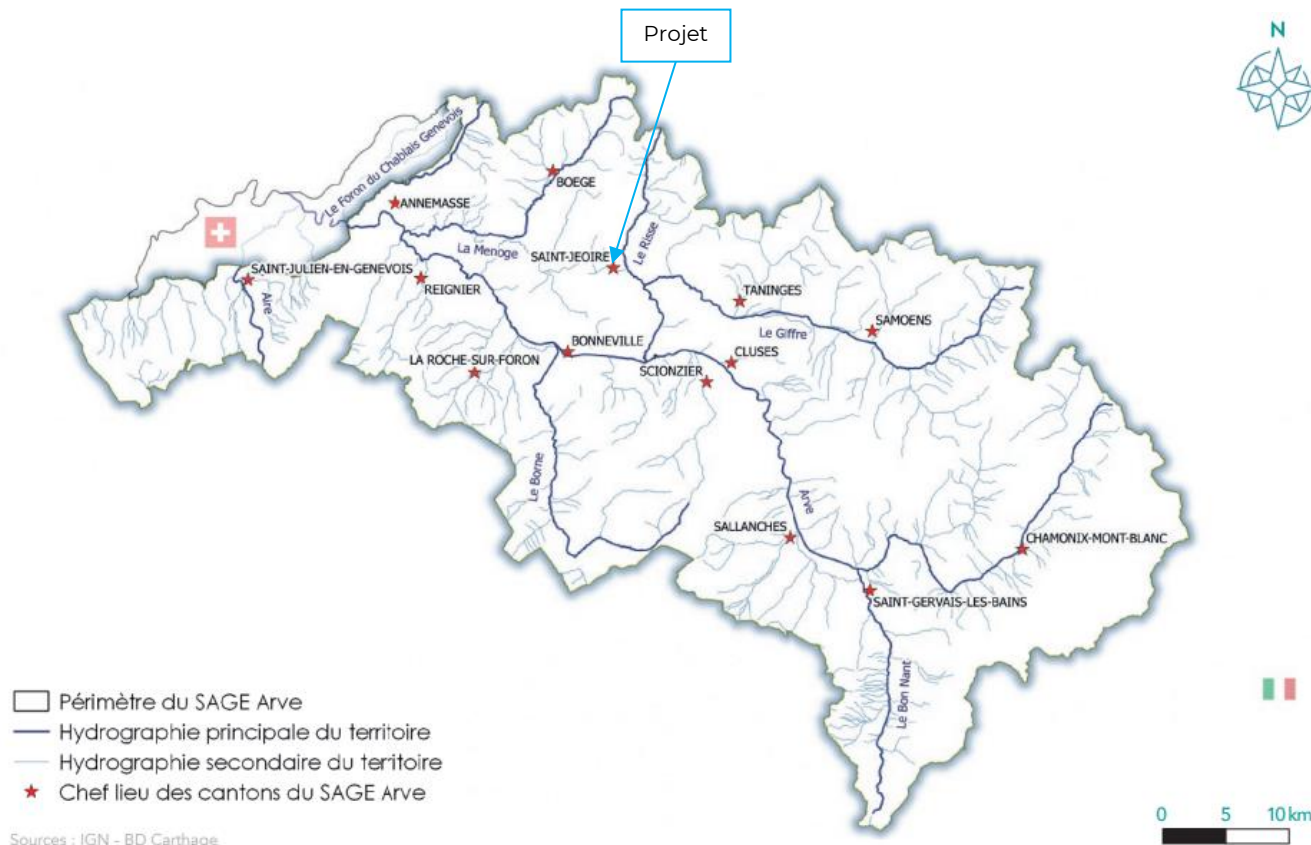 Projet
N
Le Foron du Chablais Genevois
BOEGE
ANNEMASSE
Le Risse
La Menoge
SAINT-JEOIRE
SAINT-JULIEN-EN-GENEVOIS
Aire
REIGNIER
TANINGES
SAMOENS
Le Giffre
BONNEVILLE
CLUSES
LA ROCHE-SUR-FORON
SCIONZIER
Le Borne
Arve
SALLANCHES
CHAMONIX-MONT-BLANC
SAINT-GERVAIS-LES-BAINS
Le Bon Nant
Périmètre du SAGE Arve
Hydrographie principale du territoire
Hydrographie secondaire du territoire
Chef lieu des cantons du SAGE Arve
Sources : IGN - BD Carthage
0 5 10 km